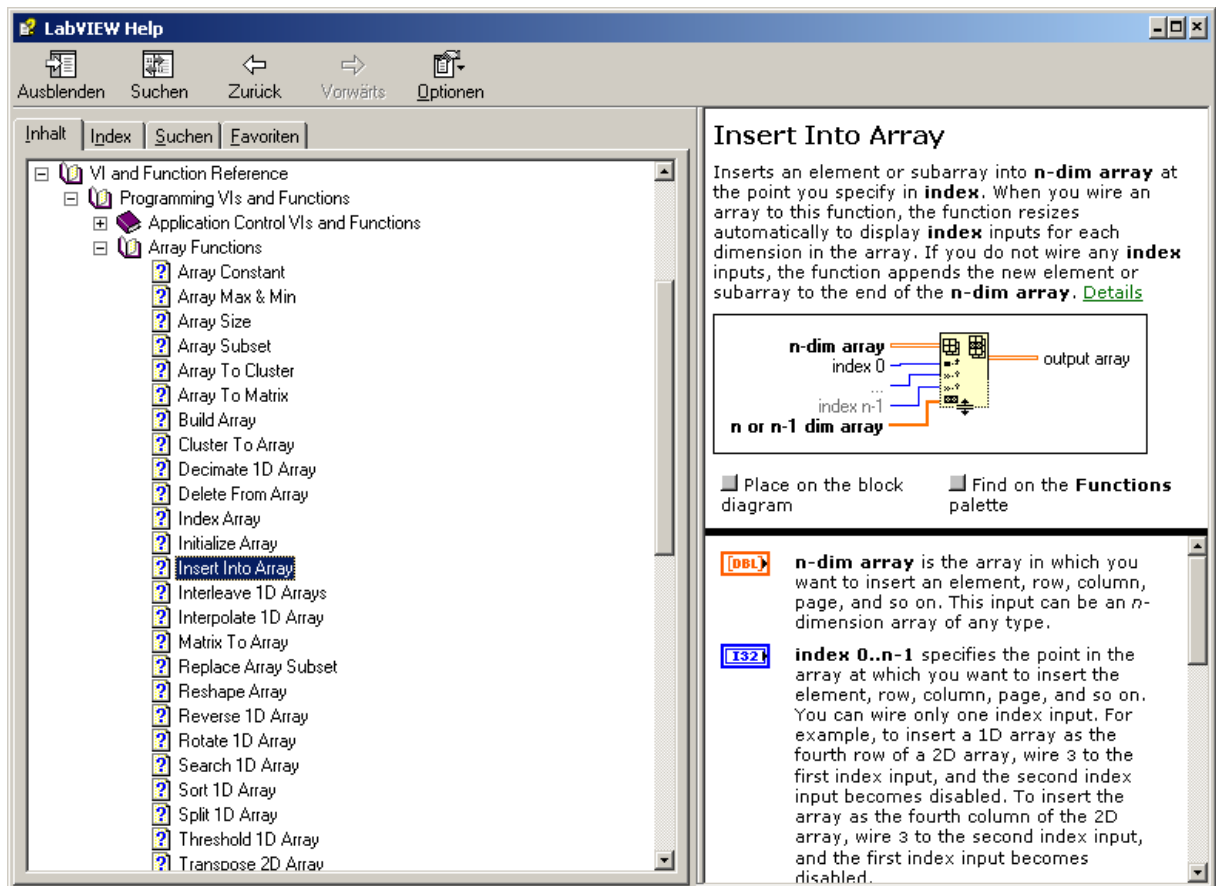 LabVIEW Help
Ausblenden Suchen Zurück Vorwärts Optionen
Inhalt Index Suchen Favoriten
VI and Function Reference
Programming VIs and Functions
Application Control VIs and Functions
Array Functions
Array Constant
Array Max & Min
Array Size
Array Subset
Array To Cluster
Array To Matrix
Build Array
Cluster To Array
Decimate 1D Array
Delete From Array
Index Array
Initialize Array
Insert Into Array
Interleave 1D Arrays
Interpolate 1D Array
Matrix To Array
Replace Array Subset
Reshape Array
Reverse 1D Array
Rotate 1D Array
Search 1D Array
Sort 1D Array
Split 1D Array
Threshold 1D Array
Transpose 2D Array
Insert Into Array
Inserts an element or subarray into n-dim array at
the point you specify in index. When you wire an
array to this function, the function resizes
automatically to display index inputs for each
dimension in the array. If you do not wire any index
inputs, the function appends the new element or
subarray to the end of the n-dim array. Details
n-dim array
index 0
...
index n-1
n or n-1 dim array
output array
Place on the block
diagram
Find on the Functions
palette
[DBL]
n-dim array is the array in which you
want to insert an element, row, column,
page, and so on. This input can be an n-
dimension array of any type.
I32
index 0..n-1 specifies the point in the
array at which you want to insert the
element, row, column, page, and so on.
You can wire only one index input. For
example, to insert a 1D array as the
fourth row of a 2D array, wire 3 to the
first index input, and the second index
input becomes disabled. To insert the
array as the fourth column of the 2D
array, wire 3 to the second index input,
and the first index input becomes
disabled.